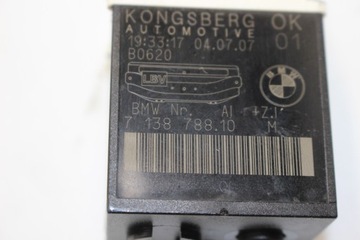 KONGSBERG OK
AUTOMOTIVE 01
19:33:17 04.07.07
B0620
LBV
BMW
BMW Nr. AI +Z.I
7 138 788.10 M